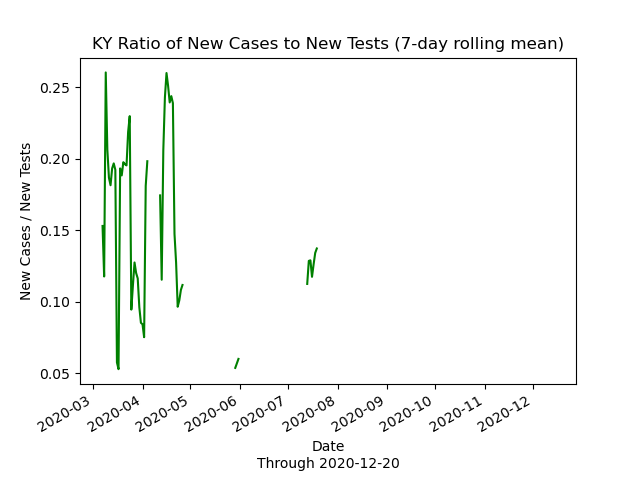 KY Ratio of New Cases to New Tests (7-day rolling mean)
New Cases / New Tests
0.25
0.20
0.15
0.10
0.05
2020-03 2020-04 2020-05 2020-06 2020-07 2020-08 2020-09 2020-10 2020-11 2020-12
Date
Through 2020-12-20